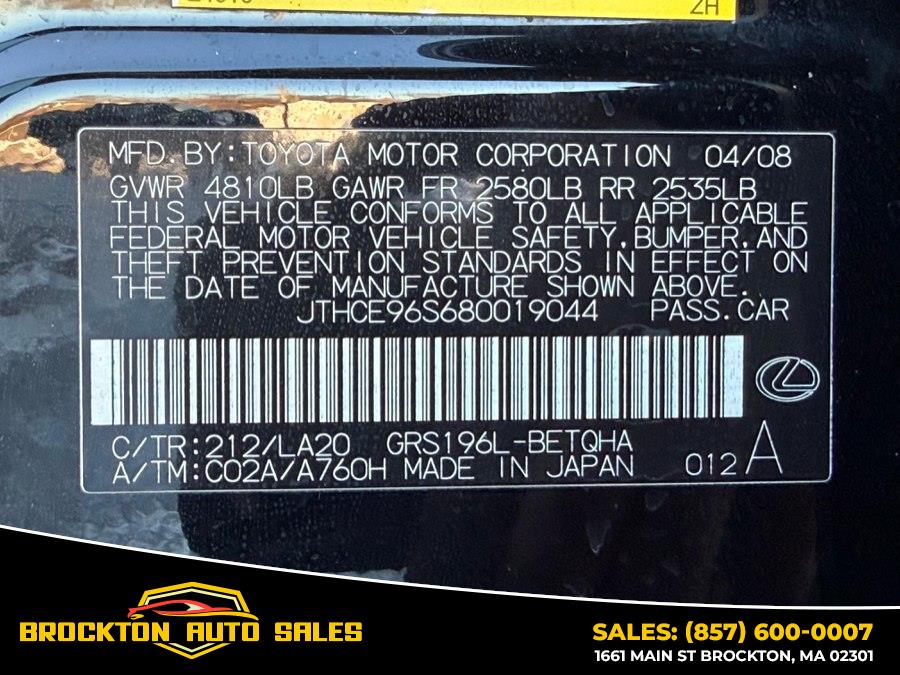 2H
MFD.BY:TOYOTA MOTOR CORPORATION 04/08
GVWR 4810LB GAWR FR 2580LB RR 2535LB
THIS VEHICLE CONFORMS TO ALL APPLICABLE
FEDERAL MOTOR VEHICLE SAFETY,BUMPER,AND
THEFT PREVENTION STANDARDS IN EFFECT ON
THE DATE OF MANUFACTURE SHOWN ABOVE.
JTHCE96S680019044 PASS.CAR
C/TR:212/LA20 GRS196L-BETQHA
A/TM:C02A/A760H MADE IN JAPAN 012 A
BROCKTON AUTO SALES
SALES: (857) 600-0007
1661 MAIN ST BROCKTON, MA 02301